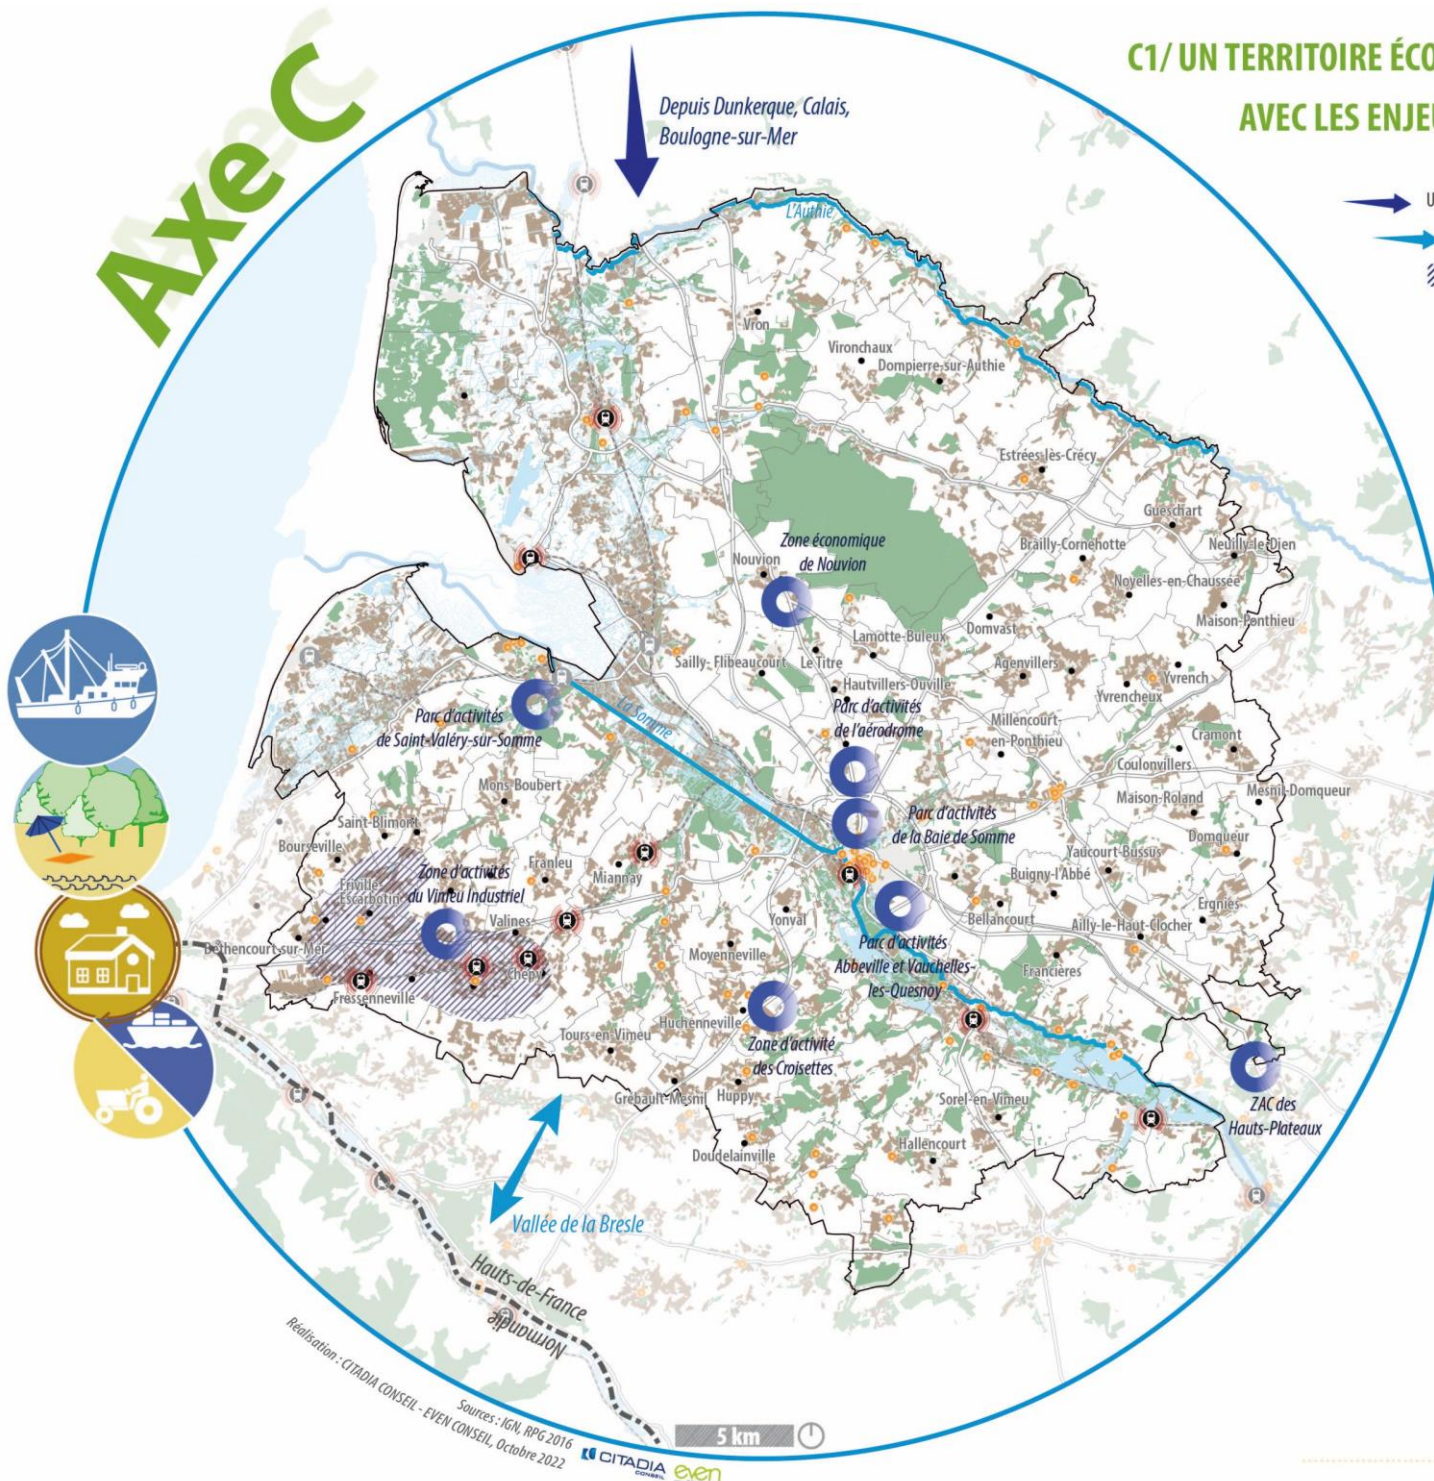 Axe C
C1/ UN TERRITOIRE ÉCO
AVEC LES ENJEU
U
Depuis Dunkerque, Calais,
Boulogne-sur-Mer
L'Authie
Vron
Vironchaux
Dompierre-sur-Authie
Estrées-lès-Crécy
Gueschart
Zone économique
de Nouvion
Nouvion
Brailly-Cornehotte
Neuilly-le-Dien
Noyelles-en-Chaussée
Maison-Ponthieu
Domvast
Lamotte-Buleux
Sailly-Flibeaucourt
Le Titre
Agenvillers
Yvrench
Yvrencheux
Hautvillers-Ouville
Parc d'activités
de l'aérodrome
Millencourt
en-Ponthieu
Cramont
Coulonvillers
Parc d'activités
de Saint-Valéry-sur-Somme
La Somme
Mons-Boubert
Maison-Roland
Mesnil-Domqueur
Parc d'activités
de la Baie de Somme
Domqueur
Saint-Blimont
Bourseville
Yaucourt-Bussus
Buigny-l'Abbé
Zone d'activités
du Vimeu Industriel
Franleu
Miannay
Friville-
Escarbotin
Valines
Yonval
Bellancourt
Ergnies
Ailly-le-Haut-Clocher
Béthencourt-sur-Mer
Moyenneville
Parc d'activités
Abbeville et Vauchelles-
les-Quesnoy
Francières
Chépy
Fressenneville
Huchenneville
Tours-en-Vimeu
Zone d'activité
des Croisettes
Grébault-Mesnil
Huppy
Sorel-en-Vimeu
ZAC des
Hauts-Plateaux
Doudelainville
Hallencourt
Vallée de la Bresle
Hauts-de-France
Normandie
Réalisation : CITADIA CONSEIL - EVEN CONSEIL, Octobre 2022
Sources : IGN, RPG 2016
CITADIA
CONSEIL
even
5 km